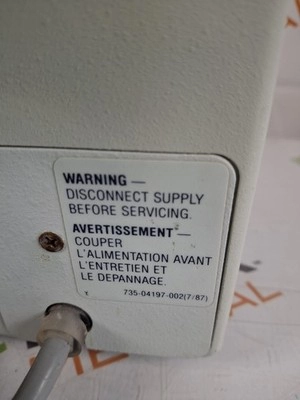 WARNING —
DISCONNECT SUPPLY
BEFORE SERVICING.
AVERTISSEMENT —
COUPER
L'ALIMENTATION AVANT
L'ENTRETIEN ET
LE DEPANNAGE.
735-04197-002(7/87)